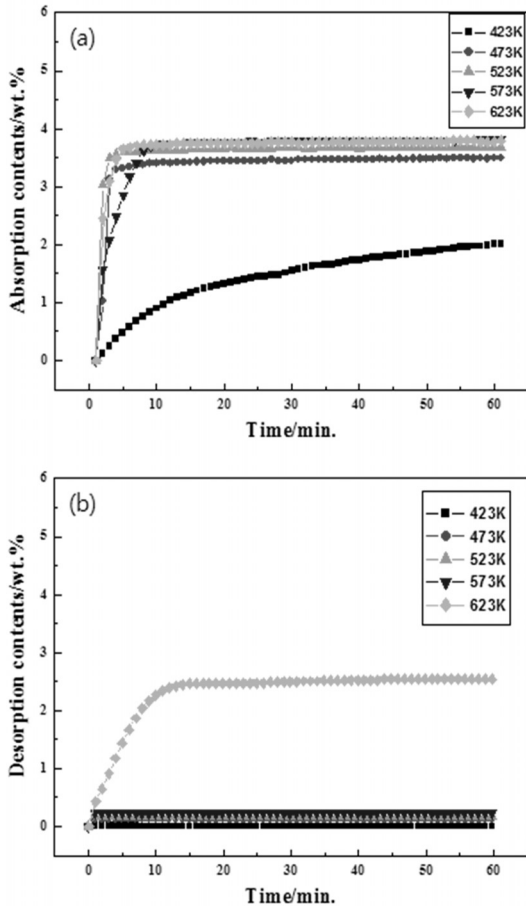 (a)
423K
473K
523K
573K
623K
Absorption contents/wt.%
6
5
4
3
2
1
0
0 10 20 30 40 50 60
Time/min.
(b)
423K
473K
523K
573K
623K
Desorption contents/wt.%
6
5
4
3
2
1
0
0 10 20 30 40 50 60
Time/min.